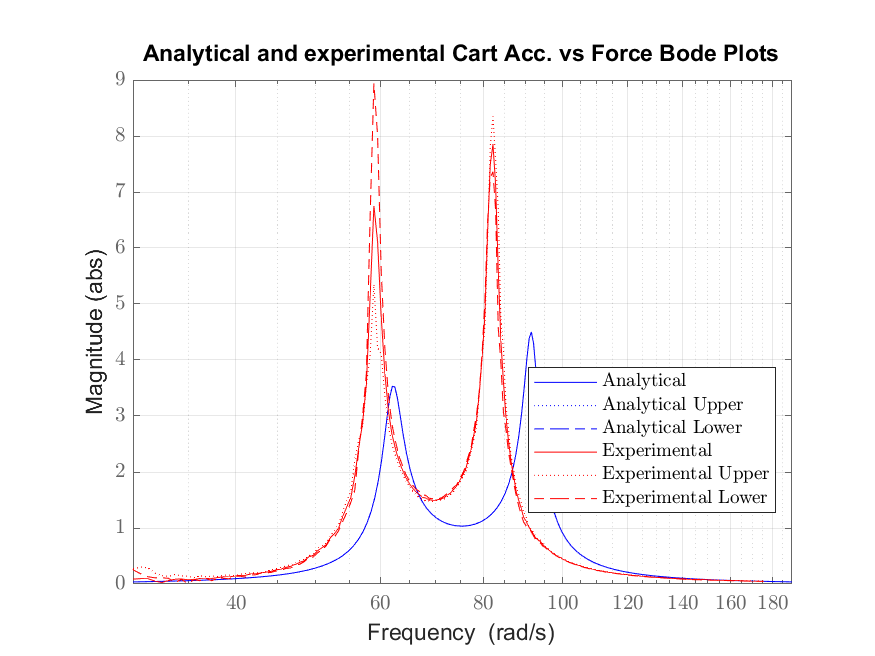 Analytical and experimental Cart Acc. vs Force Bode Plots
9
8
7
6
5
4
3
2
1
0
Magnitude (abs)
Analytical
Analytical Upper
Analytical Lower
Experimental
Experimental Upper
Experimental Lower
40 60 80 100 120 140 160 180
Frequency (rad/s)